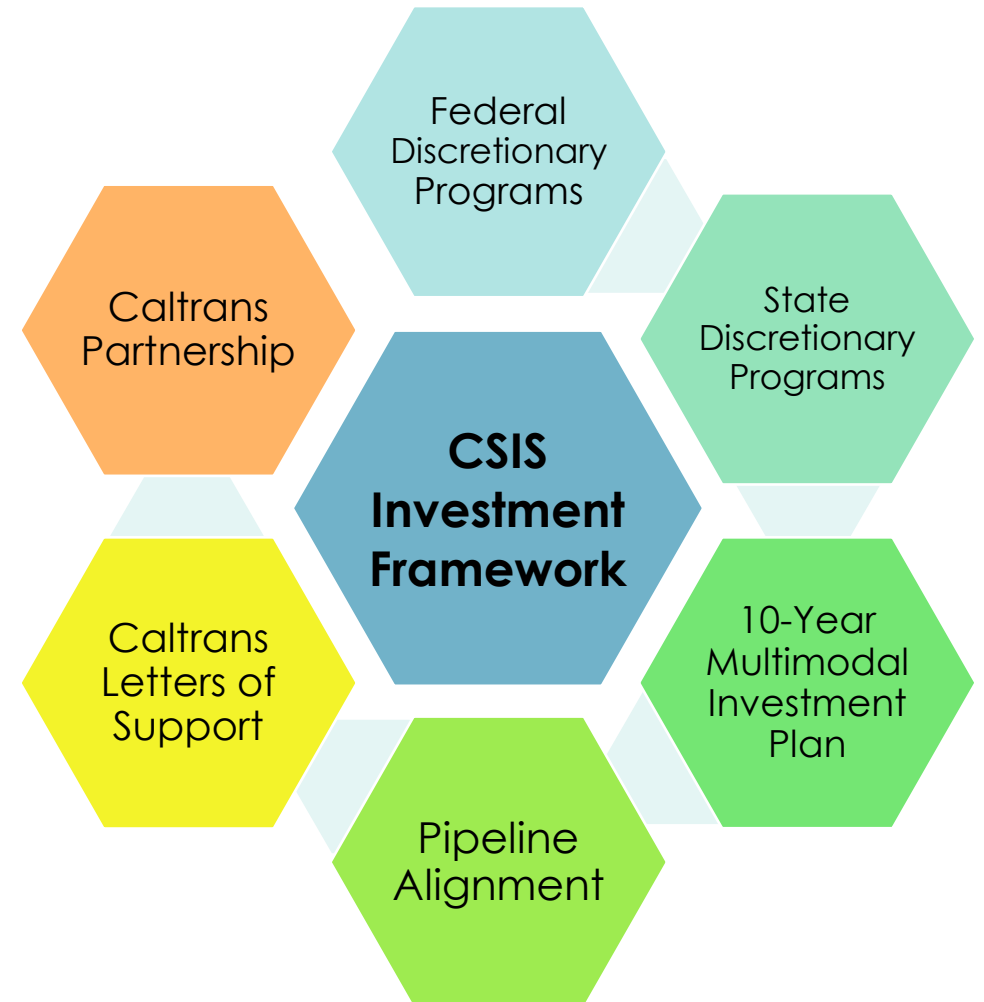 Federal
Discretionary
Programs
State
Discretionary
Programs
10-Year
Multimodal
Investment
Plan
Pipeline
Alignment
Caltrans
Letters of
Support
Caltrans
Partnership
CSIS
Investment
Framework